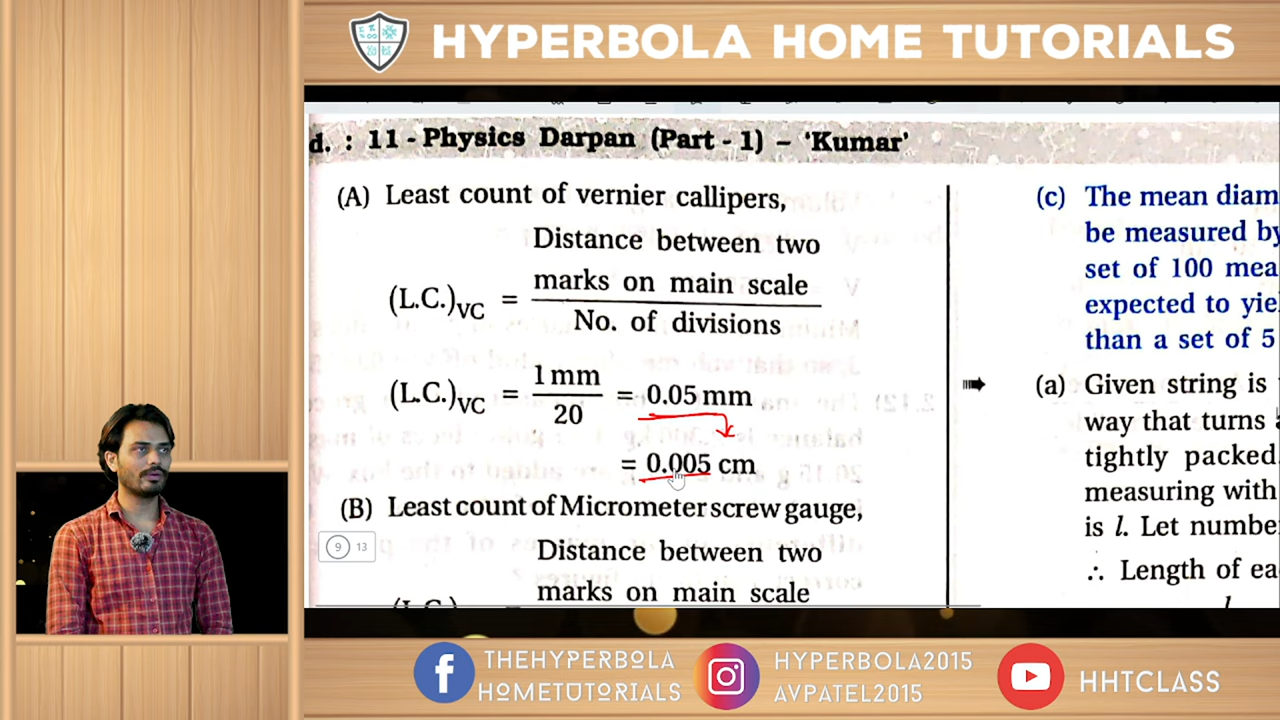 HYPERBOLA HOME TUTORIALS
d. : 11 - Physics Darpan (Part - 1) – 'Kumar'
(A) Least count of vernier callipers,
Distance between two
marks on main scale
(L.C.)VC =
No. of divisions
(L.C.)VC = 1 mm / 20 = 0.05 mm
= 0.005 cm
(B) Least count of Micrometer screw gauge,
Distance between two
marks on main scale
9 13
(c) The mean diam
be measured by
set of 100 mea
expected to yie
than a set of 5
(a) Given string is
way that turns
tightly packed.
measuring with
is l. Let numbe
∴ Length of ea
THEHYPERBOLA
HOMETUTORIALS
HYPERBOLA2015
AVPATEL2015
HHTCLASS